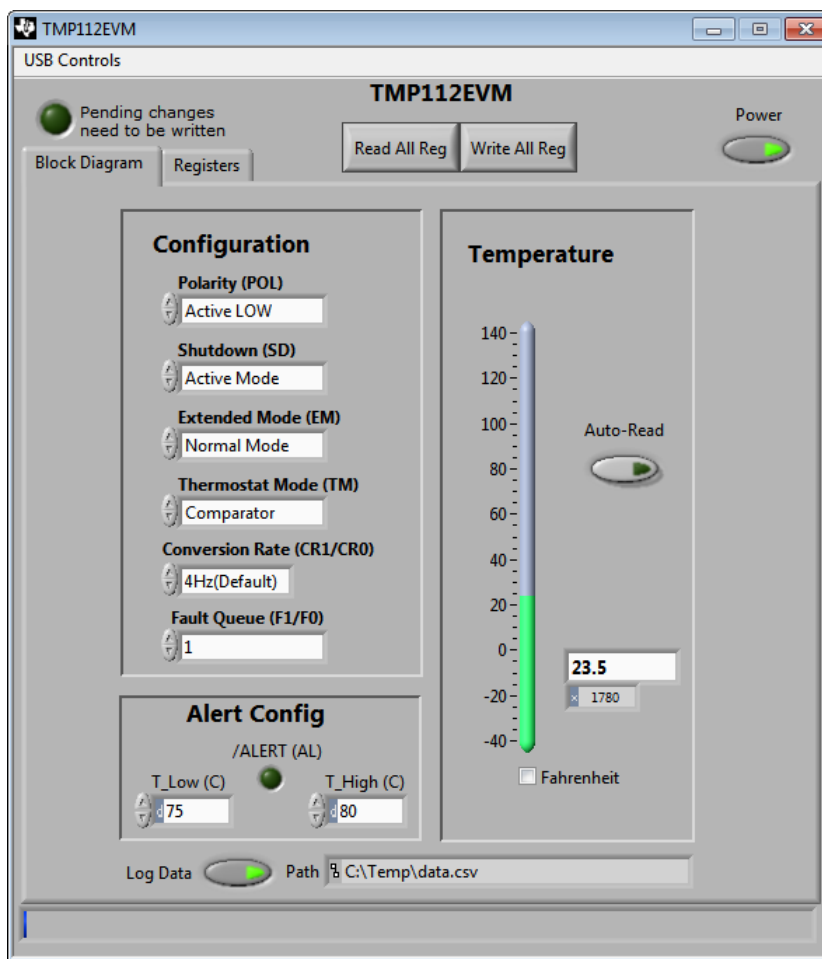 TMP112EVM
USB Controls
TMP112EVM
Pending changes
need to be written
Read All Reg
Write All Reg
Power
Block Diagram
Registers
Configuration
Polarity (POL)
Active LOW
Shutdown (SD)
Active Mode
Extended Mode (EM)
Normal Mode
Thermostat Mode (TM)
Comparator
Conversion Rate (CR1/CR0)
4Hz(Default)
Fault Queue (F1/F0)
1
Temperature
140
120
100
80
60
40
20
0
-20
-40
Auto-Read
23.5
x 1780
Fahrenheit
Alert Config
/ALERT (AL)
T_Low (C)
T_High (C)
d 75
d 80
Log Data
Path
C:\Temp\data.csv